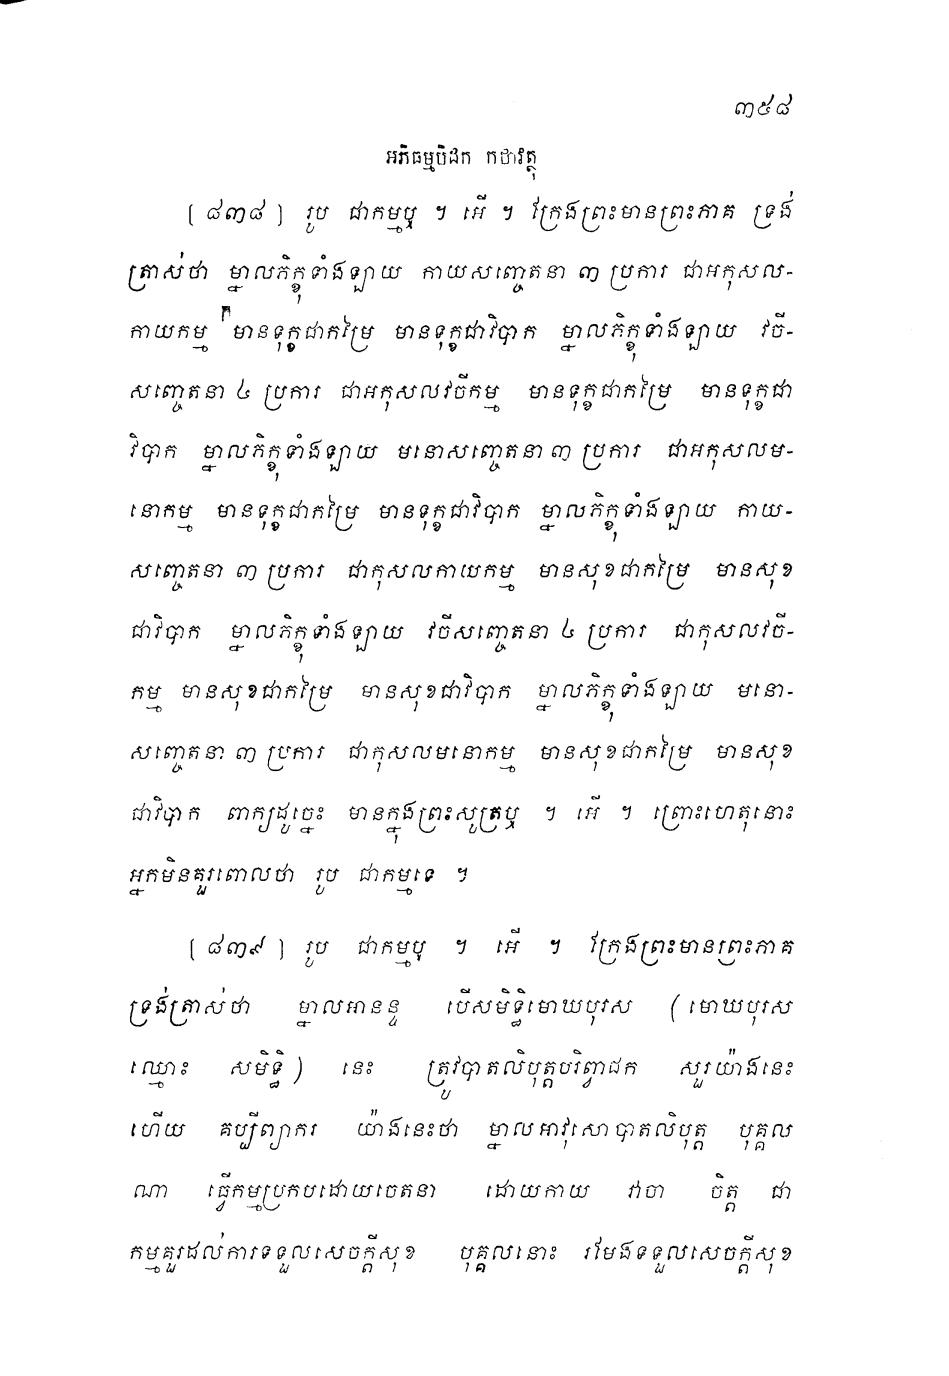 ៣៥៨
អភិធម្មបិដក កថាវត្ថុ
[ ៨៣៨ ] រូប ជាកម្មឬ ។ អើ ។ ក្រែងព្រះមានព្រះភាគ ទ្រង់
ត្រាស់ថា ម្នាលភិក្ខុទាំងឡាយ កាយសញ្ចេតនា ៣ ប្រការ ជាអកុសល-
កាយកម្ម មានទុក្ខជាកម្រៃ មានទុក្ខជាវិបាក ម្នាលភិក្ខុទាំងឡាយ វចី-
សញ្ចេតនា ៤ ប្រការ ជាអកុសលវចីកម្ម មានទុក្ខជាកម្រៃ មានទុក្ខជា
វិបាក ម្នាលភិក្ខុទាំងឡាយ មនោសញ្ចេតនា ៣ ប្រការ ជាអកុសលម-
នោកម្ម មានទុក្ខជាកម្រៃ មានទុក្ខជាវិបាក ម្នាលភិក្ខុទាំងឡាយ កាយ-
សញ្ចេតនា ៣ ប្រការ ជាកុសលកាយកម្ម មានសុខជាកម្រៃ មានសុខ
ជាវិបាក ម្នាលភិក្ខុទាំងឡាយ វចីសញ្ចេតនា ៤ ប្រការ ជាកុសលវចី-
កម្ម មានសុខជាកម្រៃ មានសុខជាវិបាក ម្នាលភិក្ខុទាំងឡាយ មនោ-
សញ្ចេតនា ៣ ប្រការ ជាកុសលមនោកម្ម មានសុខជាកម្រៃ មានសុខ
ជាវិបាក ពាក្យដូច្នេះ មានក្នុងព្រះសូត្រឬ ។ អើ ។ ព្រោះហេតុនោះ
អ្នកមិនគួរពោលថា រូប ជាកម្មទេ ។
[ ៨៣៩ ] រូប ជាកម្មឬ ។ អើ ។ ក្រែងព្រះមានព្រះភាគ
ទ្រង់ត្រាស់ថា ម្នាលអានន្ទ បើសមិទ្ធិមោឃបុរស ( មោឃបុរស
ឈ្មោះ សមិទ្ធិ ) នេះ ត្រូវបាតលិបុត្តបរិព្វាជក សួរយ៉ាងនេះ
ហើយ គប្បីព្យាករ យ៉ាងនេះថា ម្នាលអាវុសោបាតលិបុត្ត បុគ្គល
ណា ធ្វើកម្មប្រកបដោយចេតនា ដោយកាយ វាចា ចិត្ត ជា
កម្មគួរដល់ការទទួលសេចក្តីសុខ បុគ្គលនោះ រមែងទទួលសេចក្តីសុខ